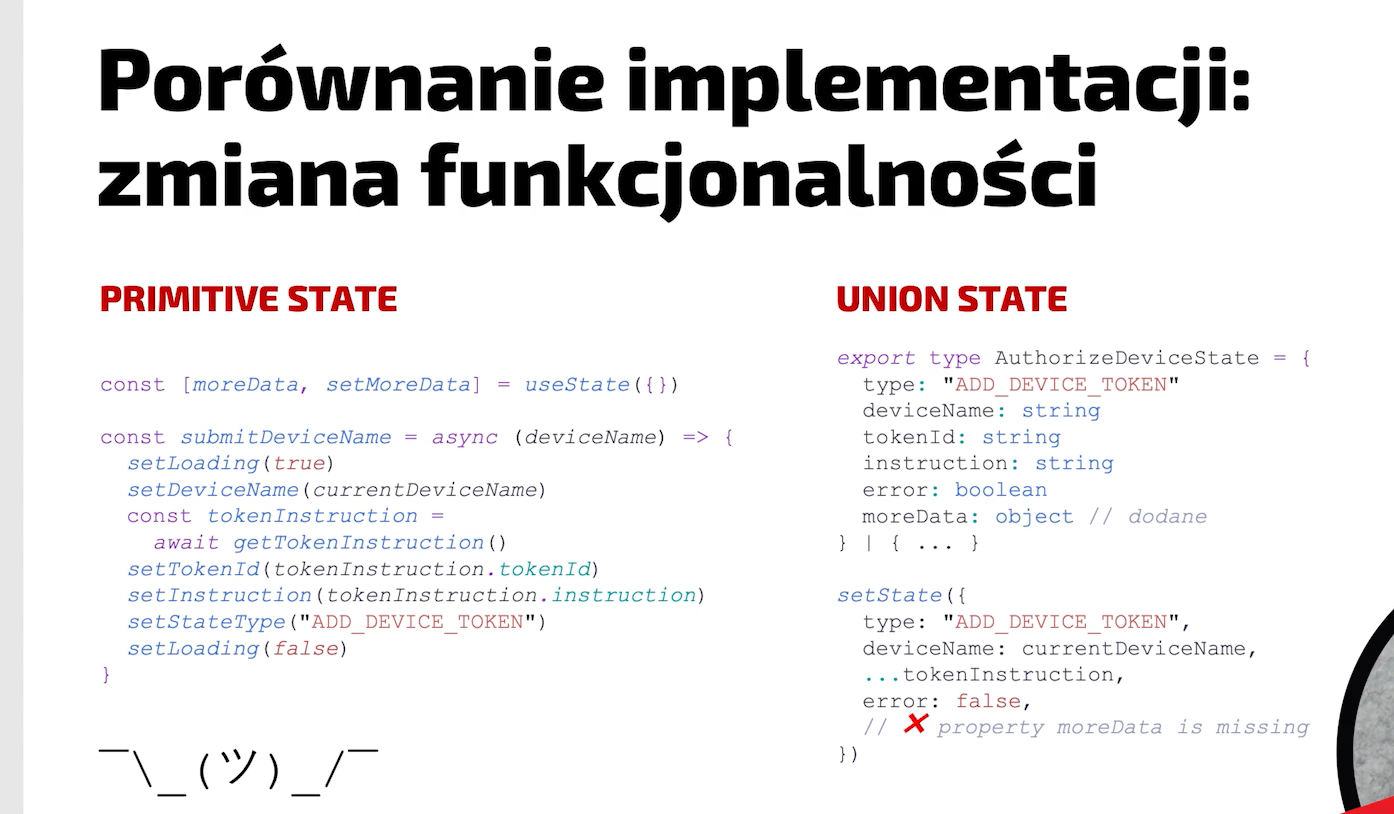 Porównanie implementacji:
zmiana funkcjonalności
PRIMITIVE STATE
const [moreData, setMoreData] = useState({})
const submitDeviceName = async (deviceName) => {
setLoading(true)
setDeviceName(currentDeviceName)
const tokenInstruction =
await getTokenInstruction()
setTokenId(tokenInstruction.tokenId)
setInstruction(tokenInstruction.instruction)
setStateType("ADD_DEVICE_TOKEN")
setLoading(false)
}
¯\_(ツ)_/¯
UNION STATE
export type AuthorizeDeviceState = {
type: "ADD_DEVICE_TOKEN"
deviceName: string
tokenId: string
instruction: string
error: boolean
moreData: object // dodane
} | { ... }
setState({
type: "ADD_DEVICE_TOKEN",
deviceName: currentDeviceName,
...tokenInstruction,
error: false,
// ❌ property moreData is missing
})